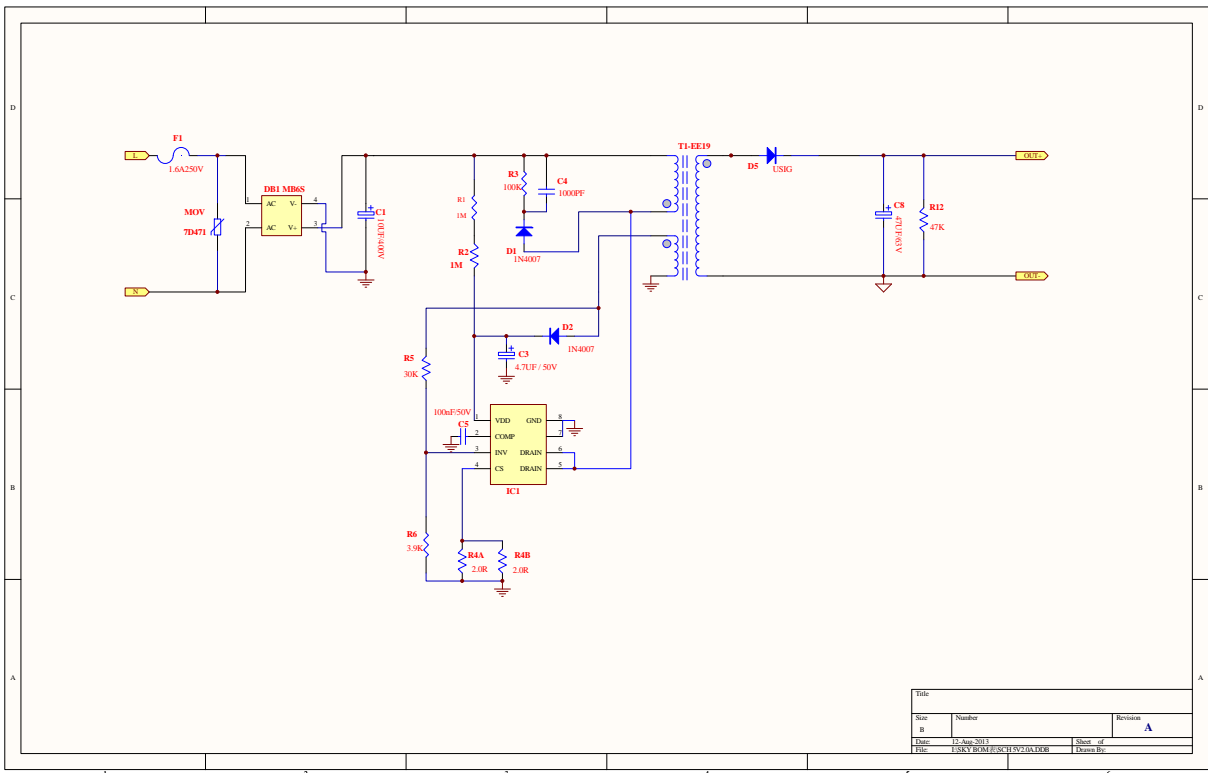 D
D
F1
T1-EE19
L
OUT+
1.6A250V
D5
USIG
R3
100K
C4
1000PF
DB1 MB6S
1
AC
V-
4
2
AC
V+
3
MOV
7D471
C1
10UF/400V
R1
1M
C8
47UF/63V
R12
47K
R2
1M
D1
1N4007
N
OUT-
C
C
D2
1N4007
C3
4.7UF / 50V
R5
30K
100nF/50V
C5
1
VDD
GND
8
2
COMP
7
3
INV
DRAIN
6
4
CS
DRAIN
5
IC1
B
B
R6
3.9K
R4A
2.0R
R4B
2.0R
A
A
Title
Size
Number
Revision
B
A
Date:
12-Aug-2013
Sheet of
File:
Drawn By: